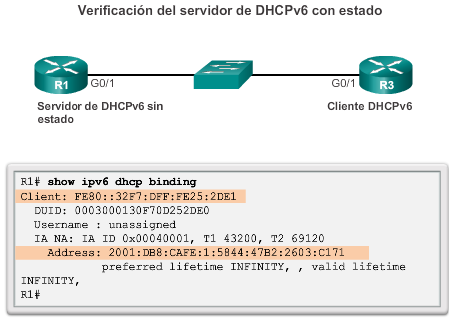 Verificación del servidor de DHCPv6 con estado
R1
G0/1
G0/1
R3
Servidor de DHCPv6 sin
estado
Cliente DHCPv6
R1# show ipv6 dhcp binding
Client: FE80::32F7:DFF:FE25:2DE1
DUID: 0003000130F70D252DE0
Username : unassigned
IA NA: IA ID 0x00040001, T1 43200, T2 69120
Address: 2001:DB8:CAFE:1:5844:47B2:2603:C171
preferred lifetime INFINITY, , valid lifetime
INFINITY,
R1#